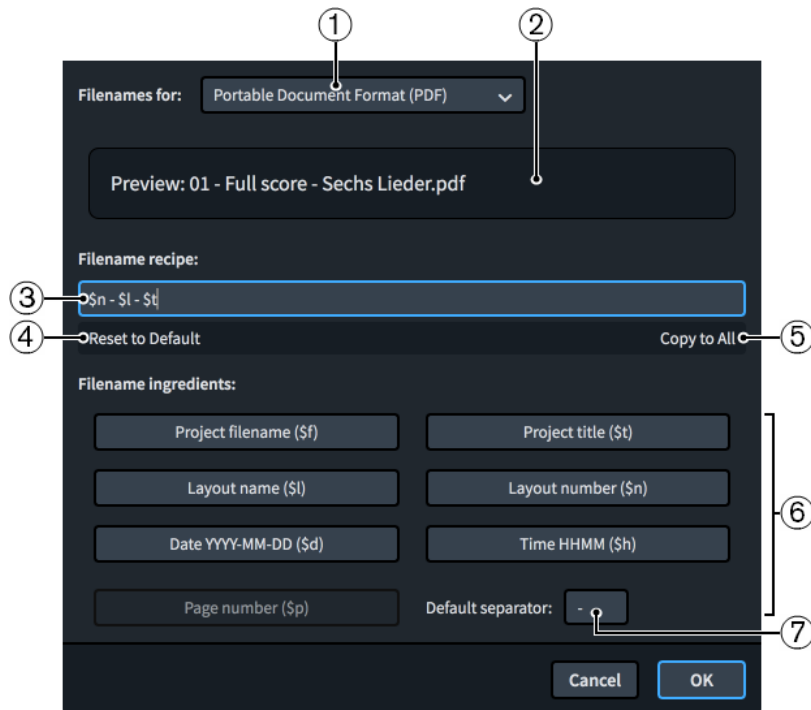 ① ②
Filenames for: Portable Document Format (PDF)
Preview: 01 - Full score - Sechs Lieder.pdf
Filename recipe:
③ $n - $l - $t
④ Reset to Default Copy to All ⑤
Filename ingredients:
Project filename ($f) Project title ($t)
Layout name ($l) Layout number ($n)
⑥
Date YYYY-MM-DD ($d) Time HHMM ($h)
Page number ($p) Default separator: -
⑦
Cancel OK